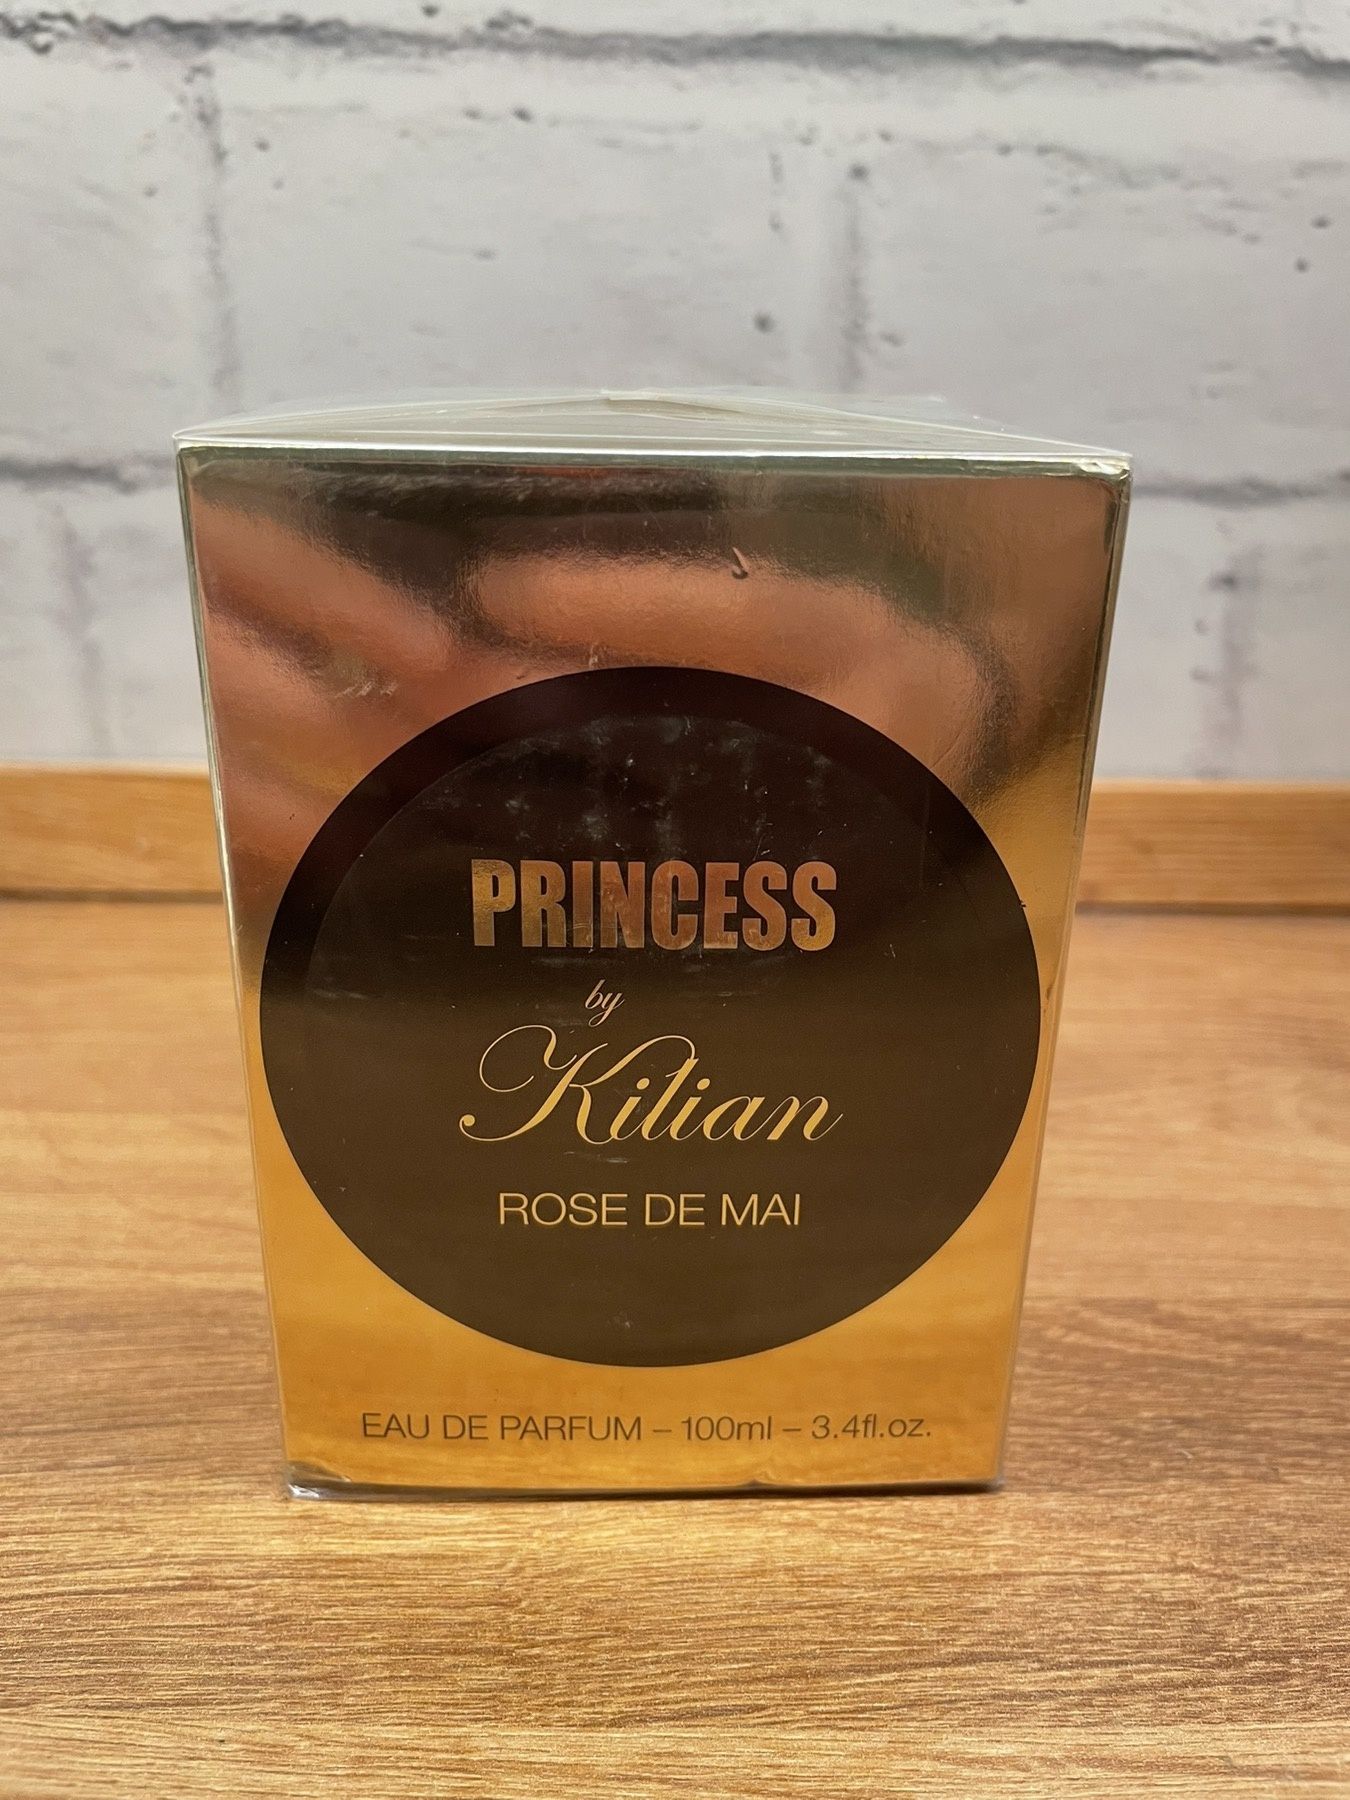 PRINCESS
by
Kilian
ROSE DE MAI
EAU DE PARFUM – 100ml – 3.4fl.oz.